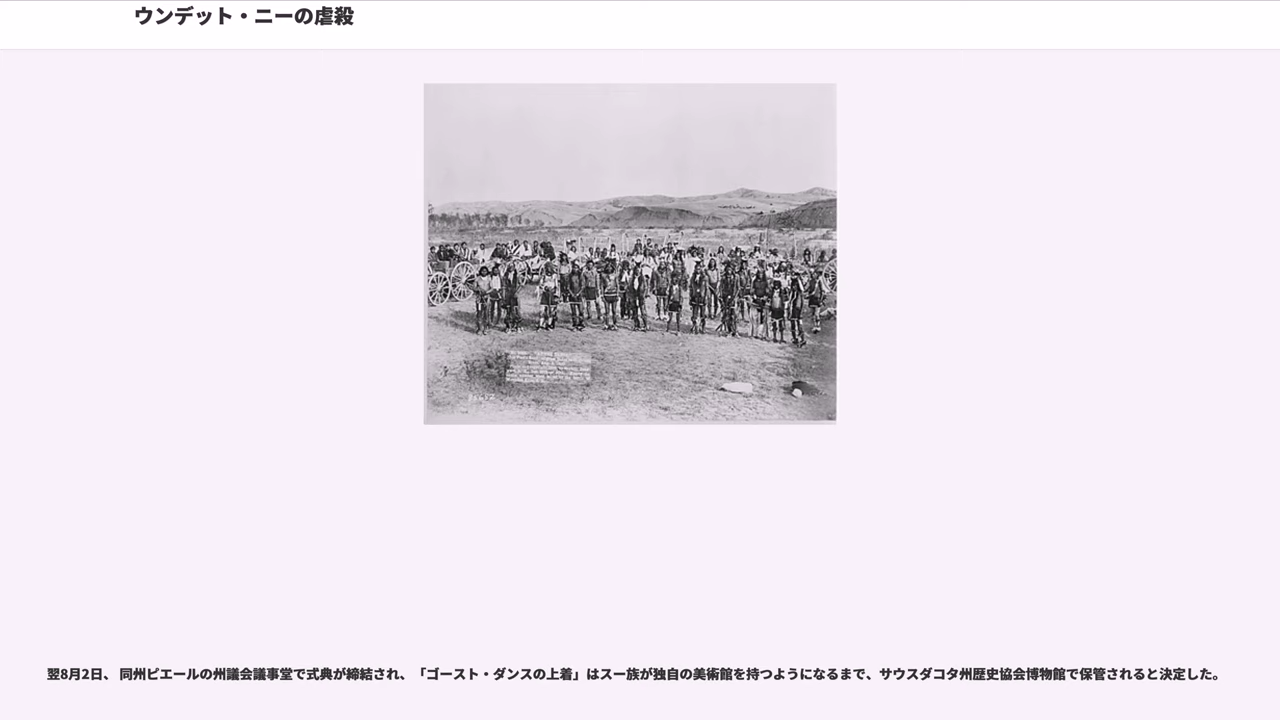 ウンデット・ニーの虐殺
翌8月2日、 同州ピエールの州議会議事堂で式典が締結され、「ゴースト・ダンスの上着」はスー族が独自の美術館を持つようになるまで、サウスダコタ州歴史協会博物館で保管されると決定した。